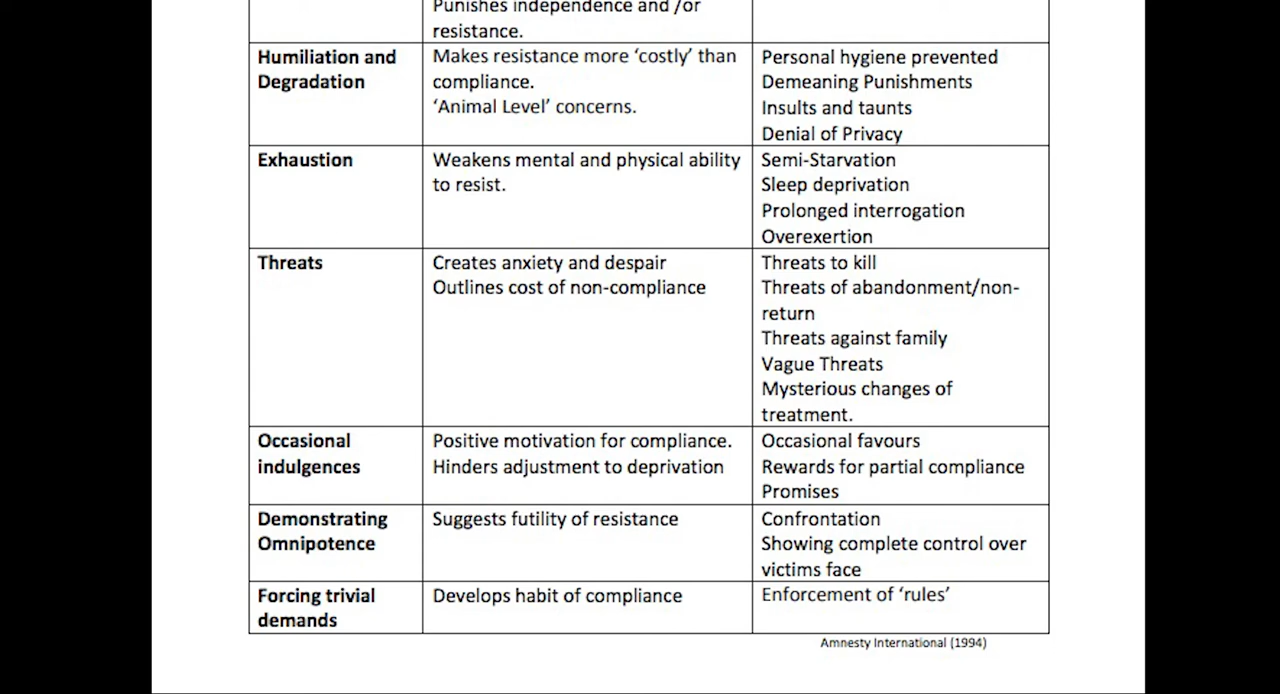 Punishes independence and /or
resistance.
Humiliation and
Degradation
Makes resistance more ‘costly’ than
compliance.
‘Animal Level’ concerns.
Personal hygiene prevented
Demeaning Punishments
Insults and taunts
Denial of Privacy
Exhaustion
Weakens mental and physical ability
to resist.
Semi-Starvation
Sleep deprivation
Prolonged interrogation
Overexertion
Threats
Creates anxiety and despair
Outlines cost of non-compliance
Threats to kill
Threats of abandonment/non-
return
Threats against family
Vague Threats
Mysterious changes of
treatment.
Occasional
indulgences
Positive motivation for compliance.
Hinders adjustment to deprivation
Occasional favours
Rewards for partial compliance
Promises
Demonstrating
Omnipotence
Suggests futility of resistance
Confrontation
Showing complete control over
victims face
Forcing trivial
demands
Develops habit of compliance
Enforcement of ‘rules’
Amnesty International (1994)